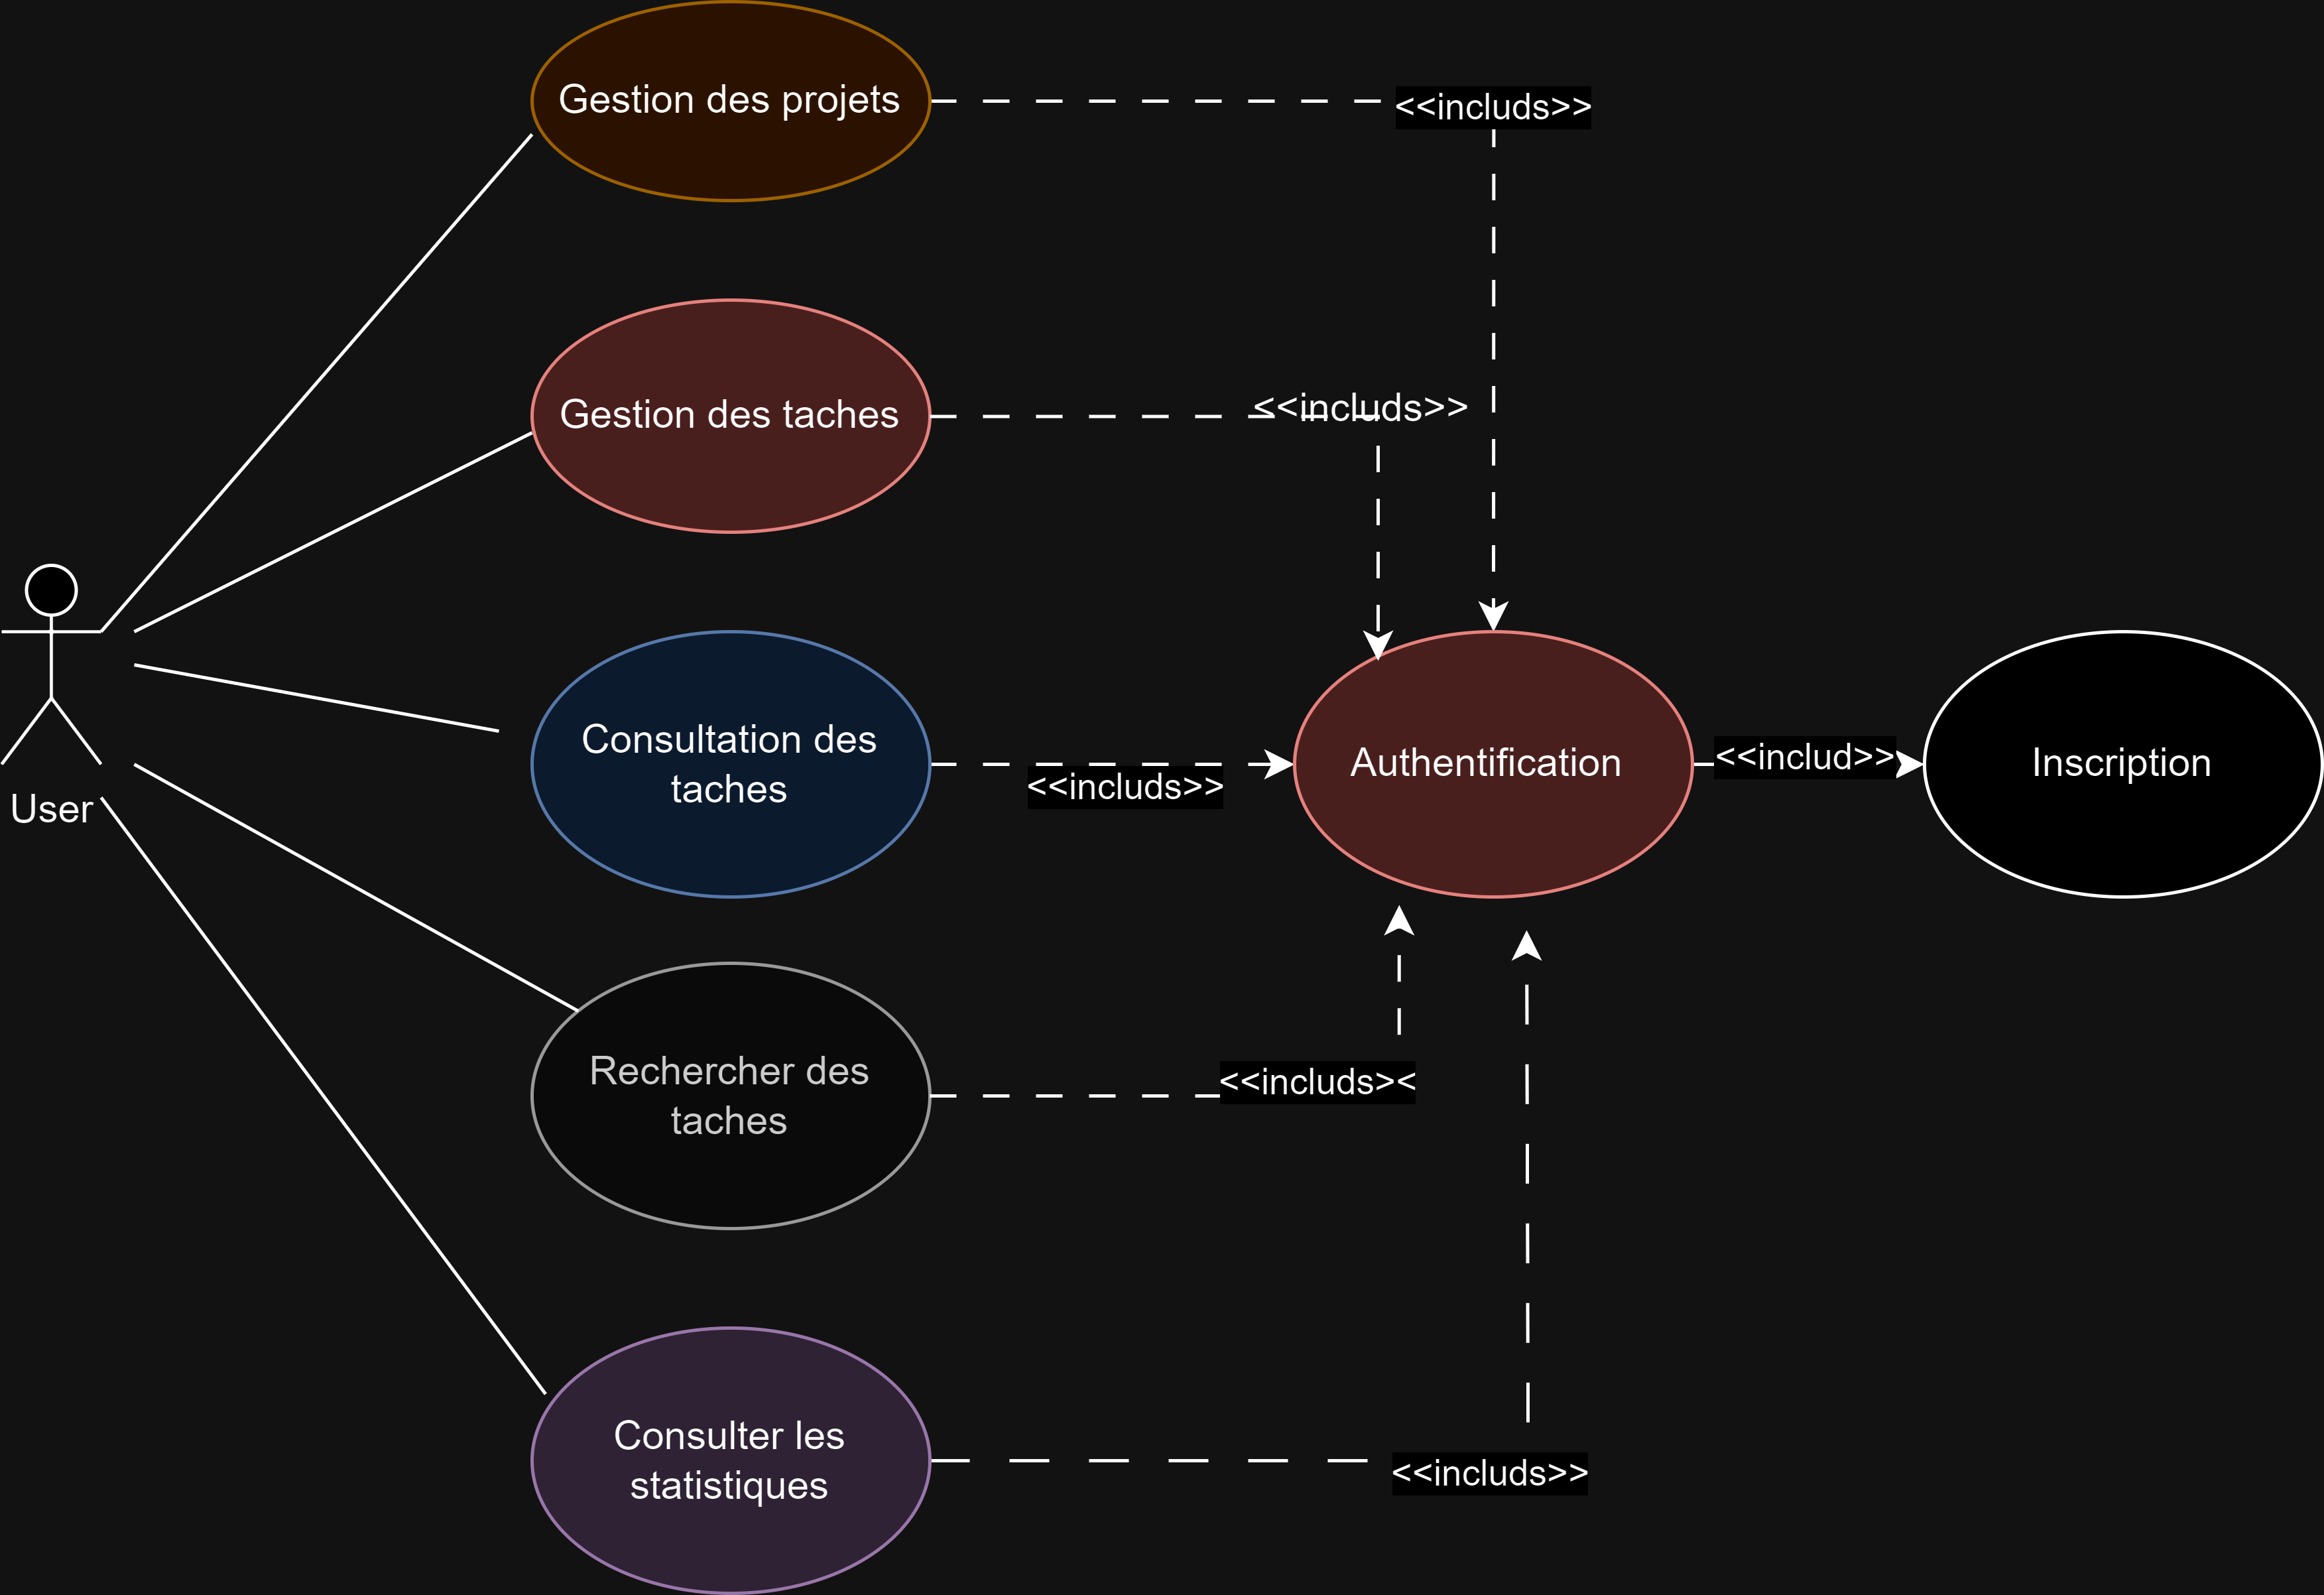 Gestion des projets
<<includs>>
Gestion des taches
<<includs>>
User
Consultation des
taches
<<includs>>
Authentification
<<includ>>
Inscription
Rechercher des
taches
<<includs><
Consulter les
statistiques
<<includs>>